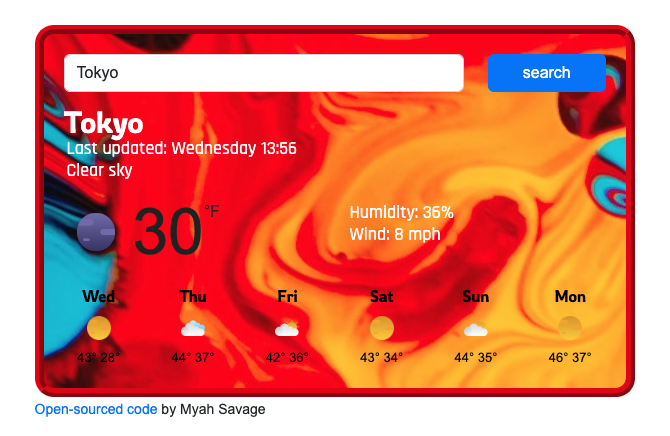 Tokyo
search
Tokyo
Last updated: Wednesday 13:56
Clear sky
30 °F
Humidity: 36%
Wind: 8 mph
Wed Thu Fri Sat Sun Mon
43° 28° 44° 37° 42° 36° 43° 34° 44° 35° 46° 37°
Open-sourced code by Myah Savage